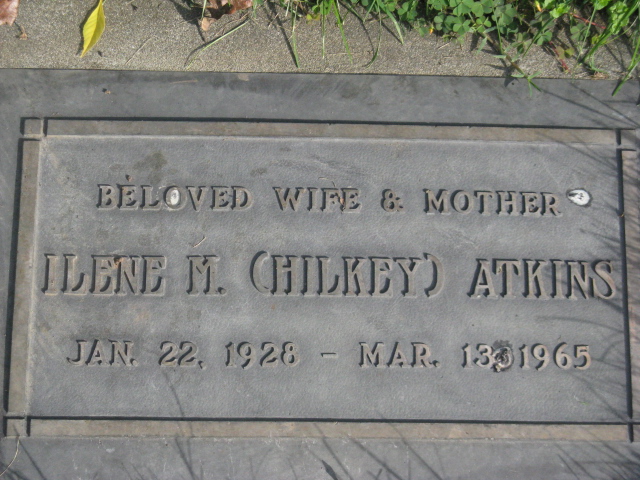 BELOVED WIFE & MOTHER
ILENE M. (HILKEY) ATKINS
JAN. 22, 1928 - MAR. 13, 1965